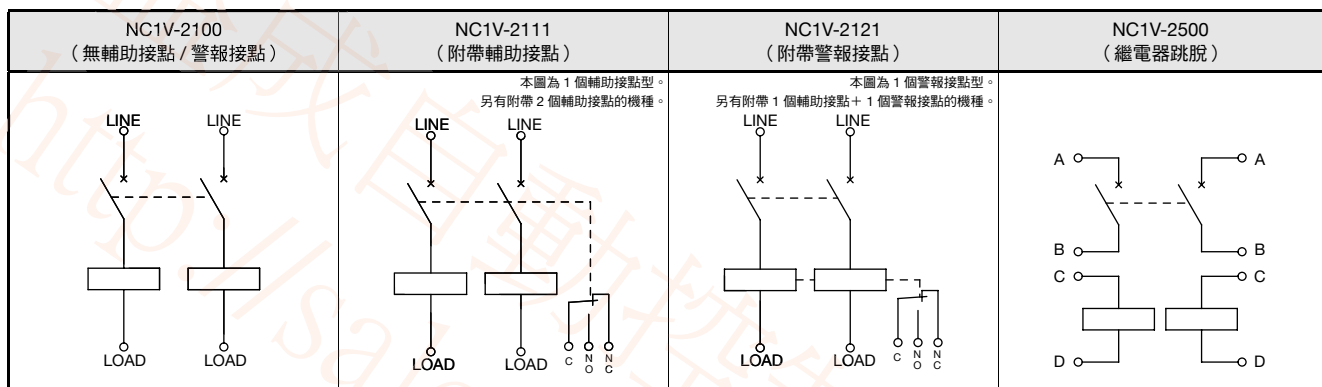 NC1V-2100
（無輔助接點 / 警報接點）
NC1V-2111
（附帶輔助接點）
NC1V-2121
（附帶警報接點）
NC1V-2500
（繼電器跳脫）
LINE LINE
LOAD LOAD
本圖為 1 個輔助接點型。
另有附帶 2 個輔助接點的機種。
LINE LINE
LOAD LOAD C NO NC
本圖為 1 個警報接點型。
另有附帶 1 個輔助接點＋ 1 個警報接點的機種。
LINE LINE
LOAD LOAD C NO NC
A A
B B
C C
D D